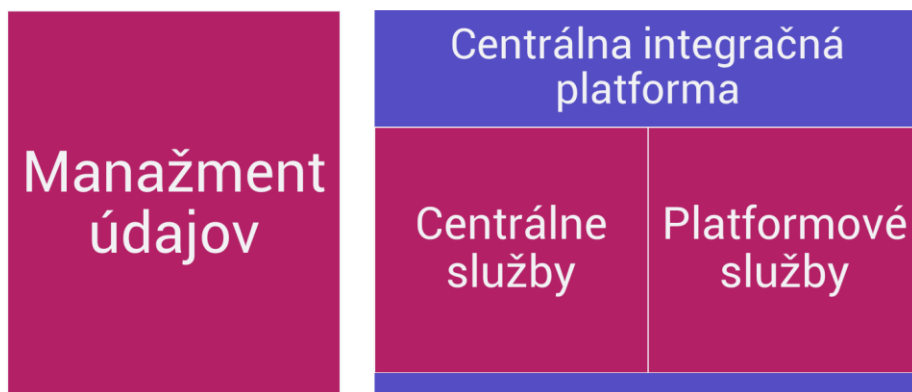 Manažment
údajov
Centrálna integračná
platforma
Centrálne
služby
Platformové
služby